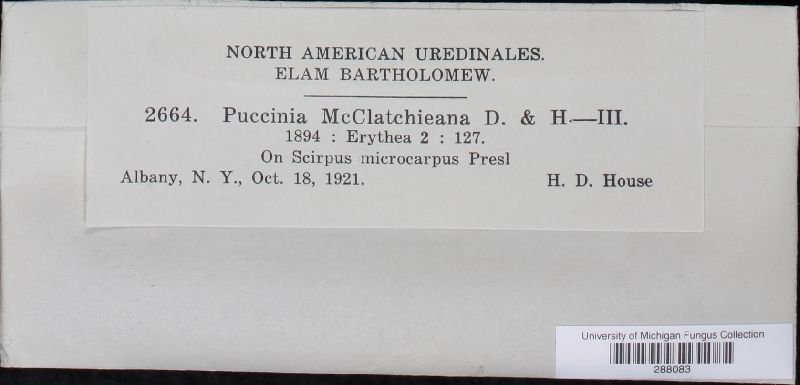 NORTH AMERICAN UREDINALES.
ELAM BARTHOLOMEW.
2664. Puccinia McClatchieana D. & H.—III.
1894 : Erythea 2 : 127.
On Scirpus microcarpus Presl
Albany, N. Y., Oct. 18, 1921. H. D. House
University of Michigan Fungus Collection
288083